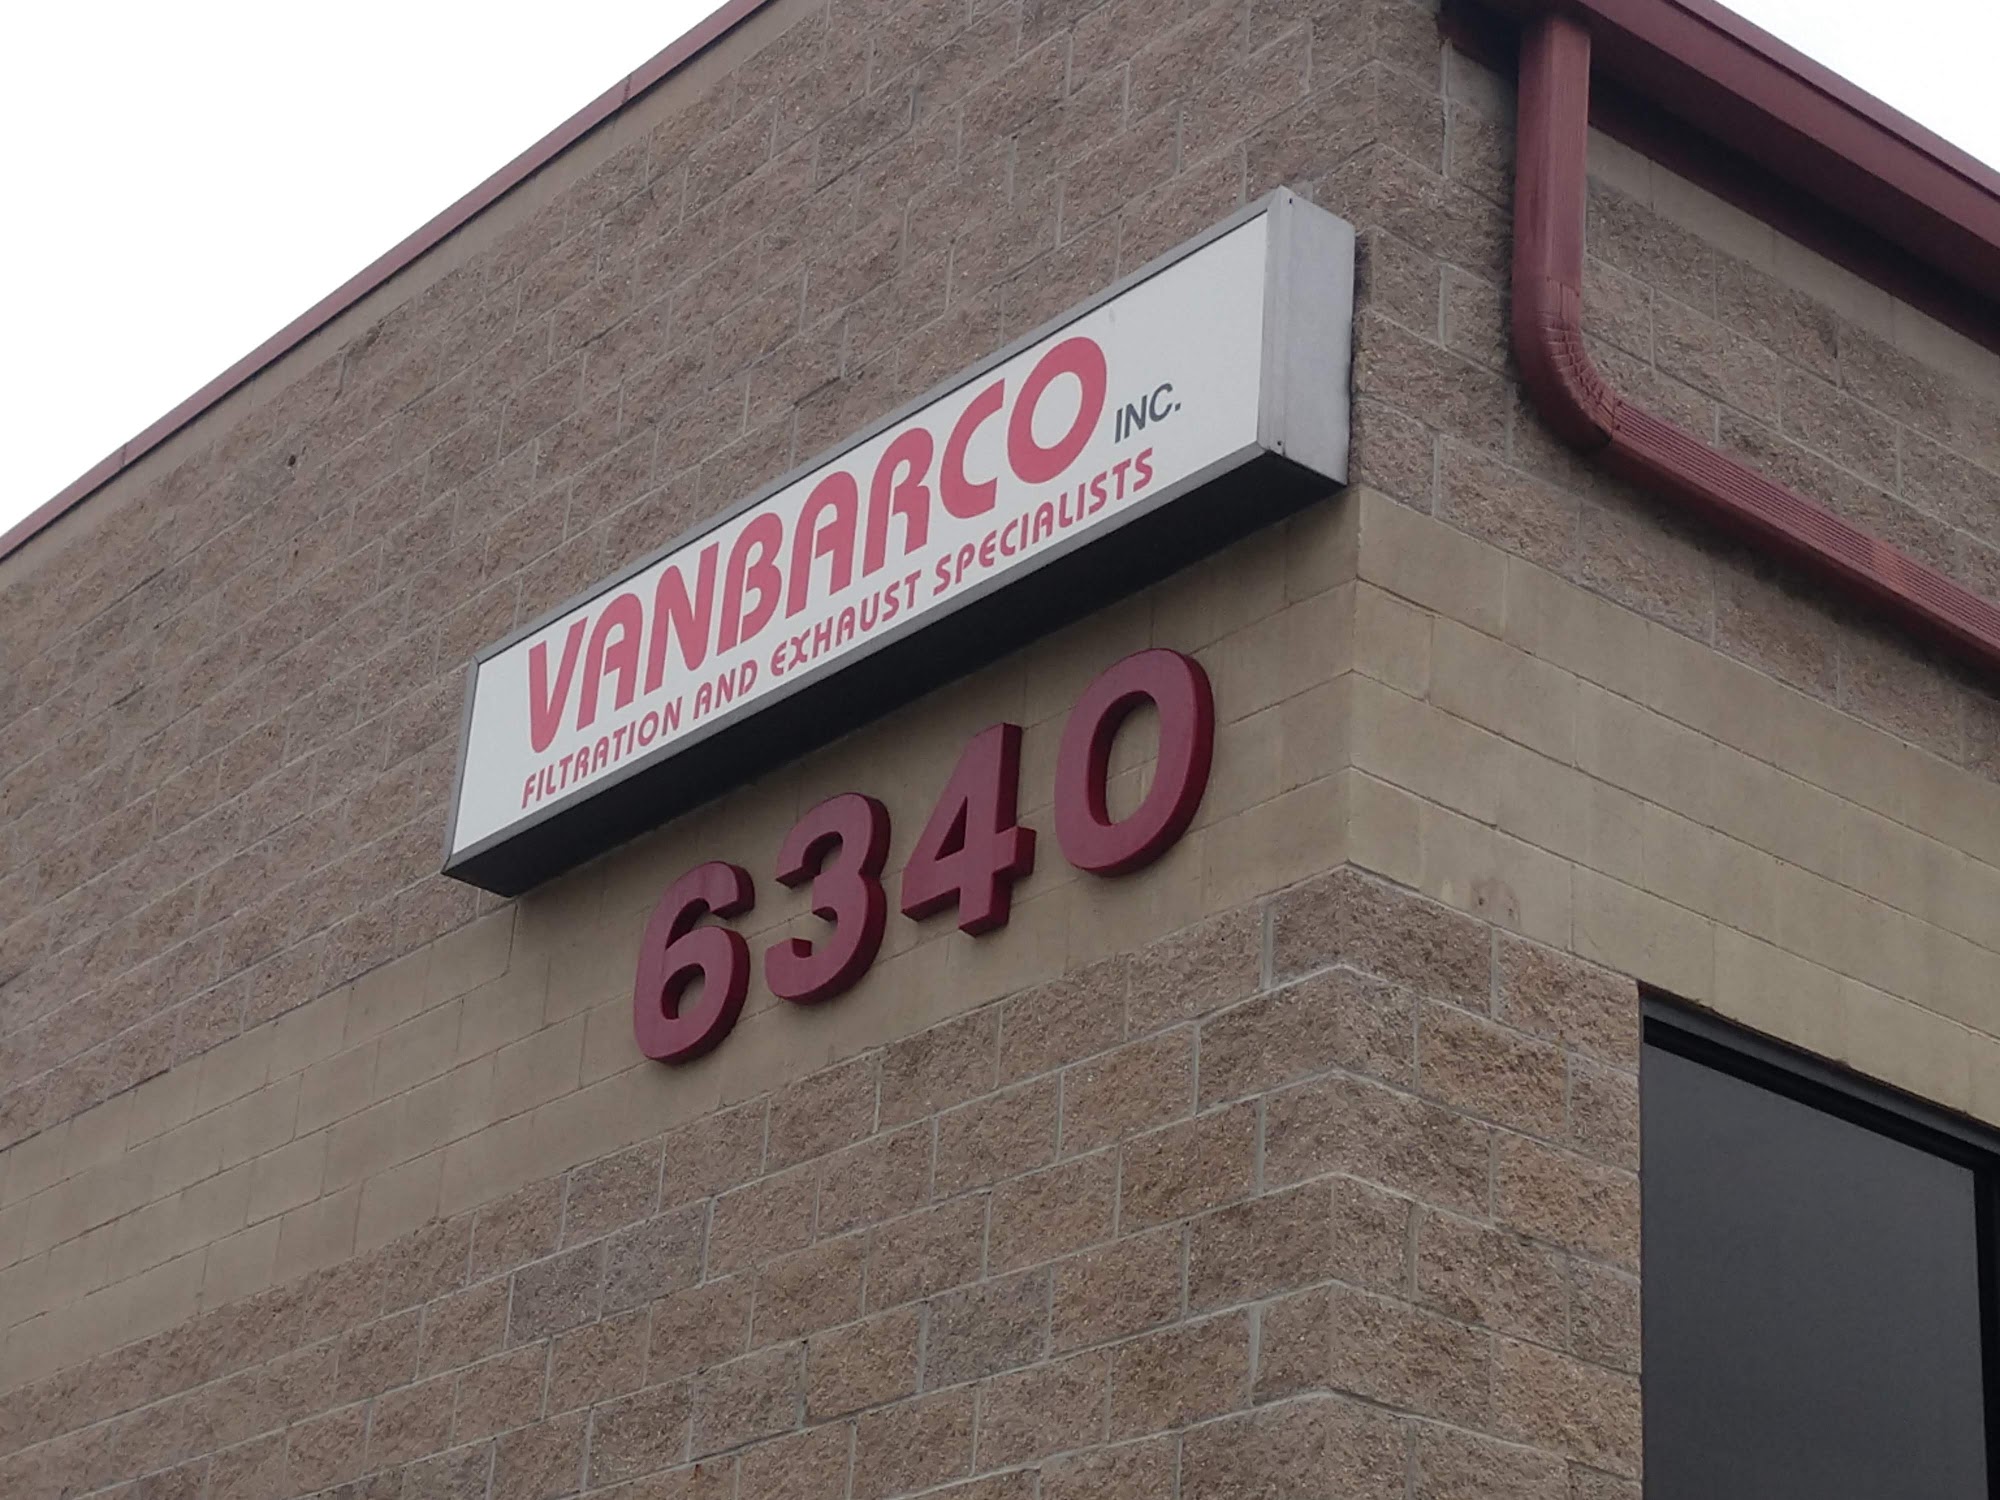 VANBARCO INC.
FILTRATION AND EXHAUST SPECIALISTS
6340